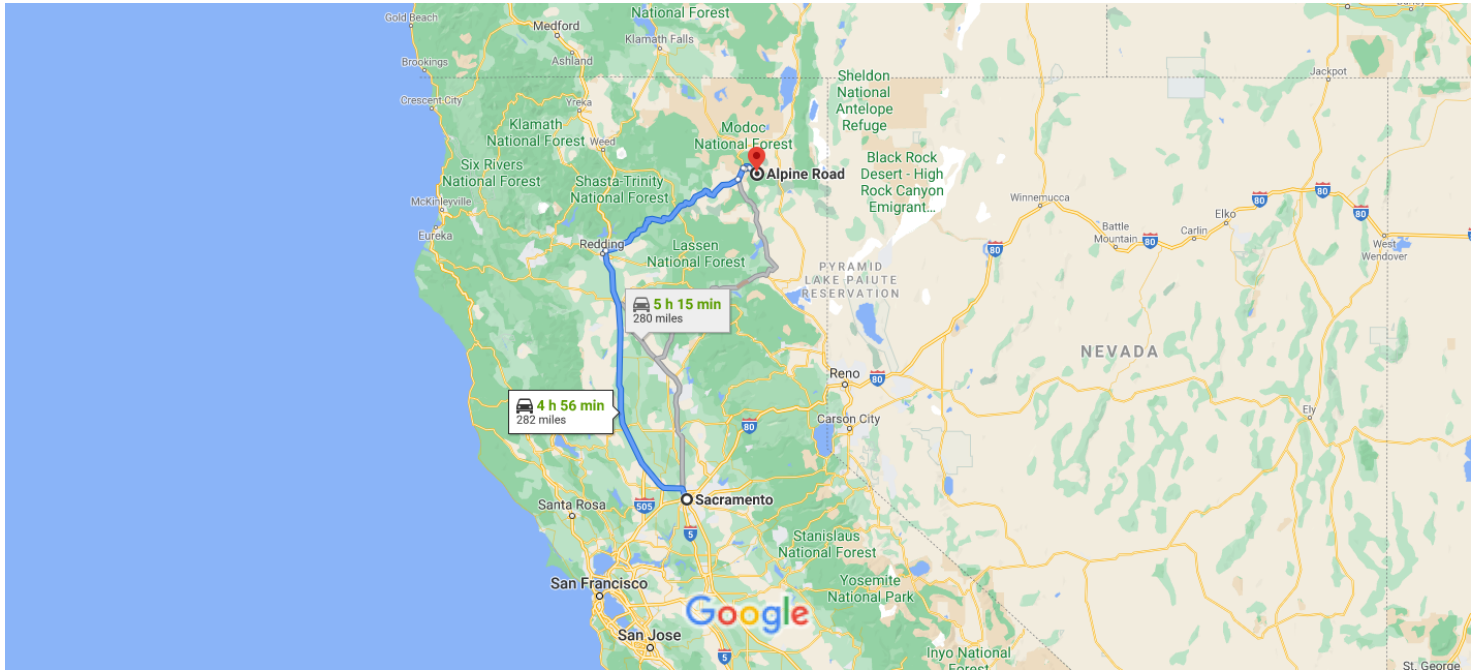 Gold Beach
National Forest
Medford
Klamath Falls
Ashland
Brookings
Crescent City
Yreka
Sheldon
National
Antelope
Refuge
Jackpot
Klamath
National Forest
Weed
Modoc
National Forest
Six Rivers
National Forest
Shasta-Trinity
National Forest
Alpine Road
Black Rock
Desert - High
Rock Canyon
Emigrant...
McKinleyville
Eureka
Winnemucca
Battle
Mountain
Carlin
Elko
West
Wendover
80
80
80
80
80
Redding
Lassen
National Forest
PYRAMID
LAKE PAIUTE
RESERVATION
5 h 15 min
280 miles
4 h 56 min
282 miles
NEVADA
Reno
80
Carson City
80
Ely
Sacramento
505
Santa Rosa
5
Stanislaus
National Forest
San Francisco
Yosemite
National Park
Google
San Jose
5
Inyo National
Forest
St. George